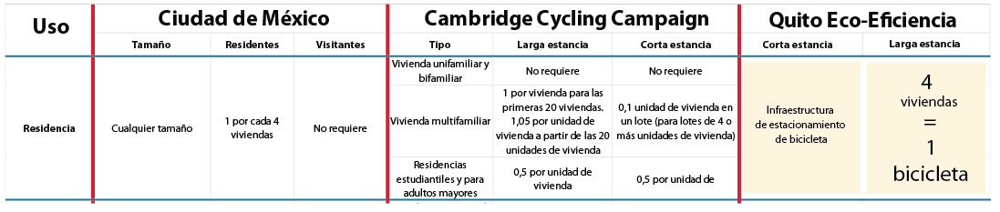 Uso
Ciudad de México
Cambridge Cycling Campaign
Quito Eco-Eficiencia
Tamaño
Residentes
Visitantes
Tipo
Larga estancia
Corta estancia
Corta estancia
Larga estancia
Residencia
Cualquier tamaño
1 por cada 4
viviendas
No requiere
Vivienda unifamiliar y
bifamiliar
No requiere
No requiere
Vivienda multifamiliar
1 por vivienda para las
primeras 20 viviendas.
1,05 por unidad de
vivienda a partir de las 20
unidades de vivienda
0,1 unidad de vivienda en
un lote (para lotes de 4 o
más unidades de vivienda)
Residencias
estudiantiles y para
adultos mayores
0,5 por unidad de
vivienda
0,5 por unidad de
Infraestructura
de estacionamiento
de bicicleta
4
viviendas
=
1
bicicleta